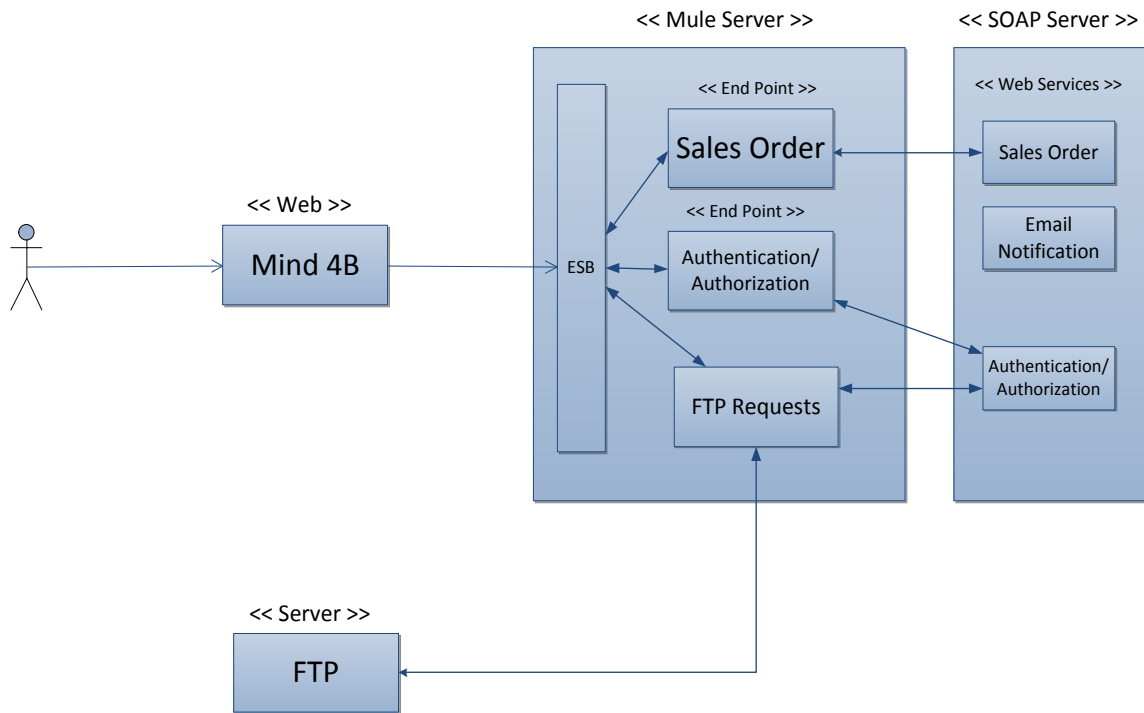 << Mule Server >>
<< SOAP Server >>
<< End Point >>
<< Web Services >>
Sales Order
Sales Order
<< Web >>
<< End Point >>
Email
Notification
Mind 4B
ESB
Authentication/
Authorization
Authentication/
Authorization
FTP Requests
<< Server >>
FTP